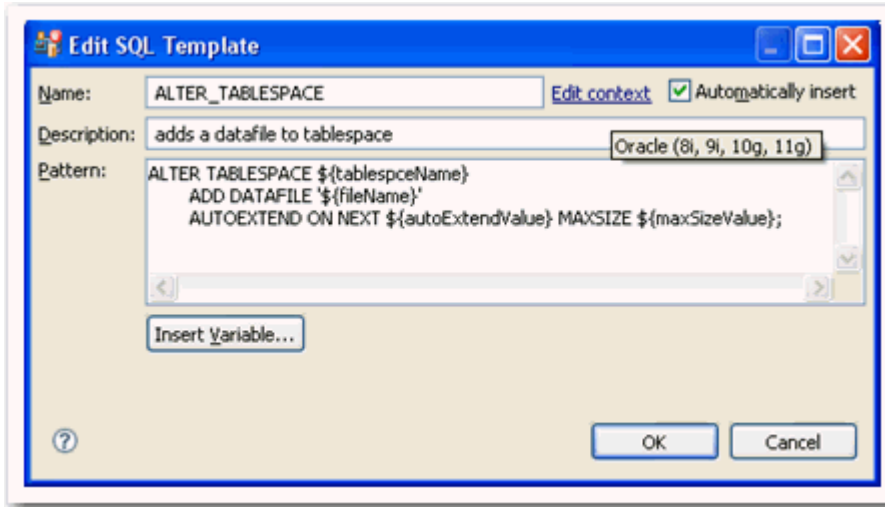 Edit SQL Template
Name: ALTER_TABLESPACE Edit context Automatically insert
Description: adds a datafile to tablespace
Oracle (8i, 9i, 10g, 11g)
Pattern: ALTER TABLESPACE ${tablespceName}
ADD DATAFILE '${fileName}'
AUTOEXTEND ON NEXT ${autoExtendValue} MAXSIZE ${maxSizeValue};
Insert Variable...
? OK Cancel